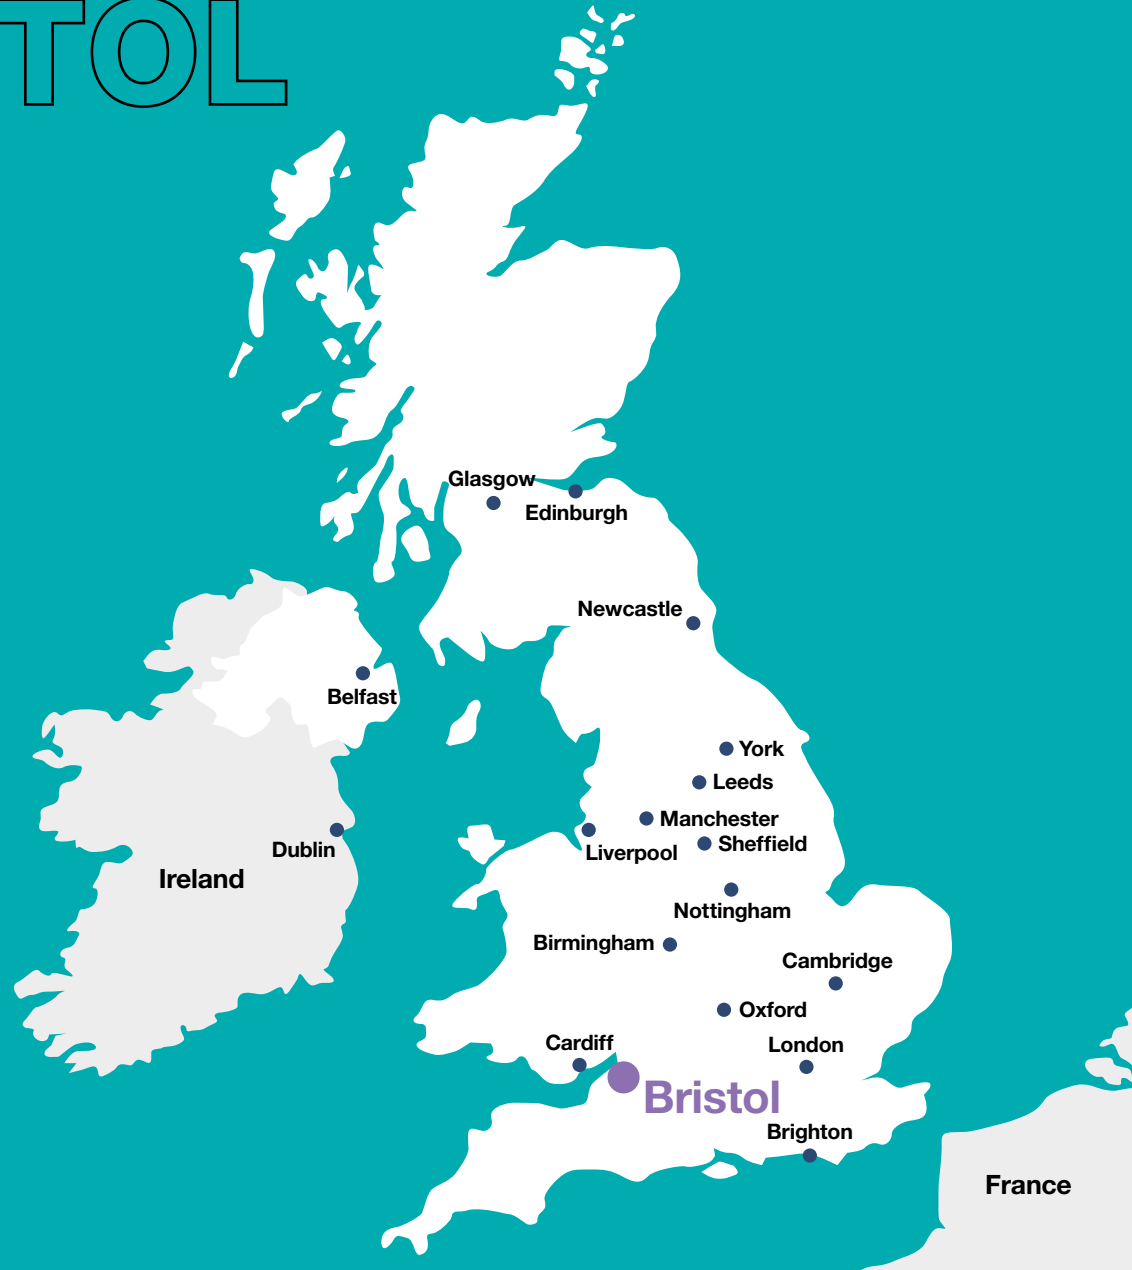 TOL
Glasgow
Edinburgh
Newcastle
Belfast
York
Leeds
Manchester
Dublin
Sheffield
Liverpool
Ireland
Nottingham
Birmingham
Cambridge
Oxford
Cardiff
London
Bristol
Brighton
France